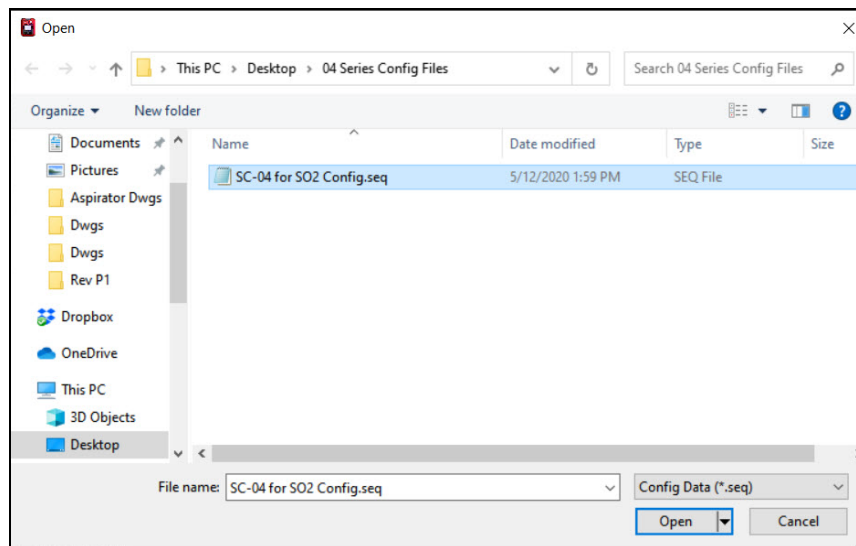 Open
This PC > Desktop > 04 Series Config Files
Search 04 Series Config Files
Organize
New folder
Documents
Pictures
Aspirator Dwgs
Dwgs
Dwgs
Rev P1
Dropbox
OneDrive
This PC
3D Objects
Desktop
Name Date modified Type Size
SC-04 for SO2 Config.seq 5/12/2020 1:59 PM SEQ File
File name: SC-04 for SO2 Config.seq
Config Data (*.seq)
Open Cancel